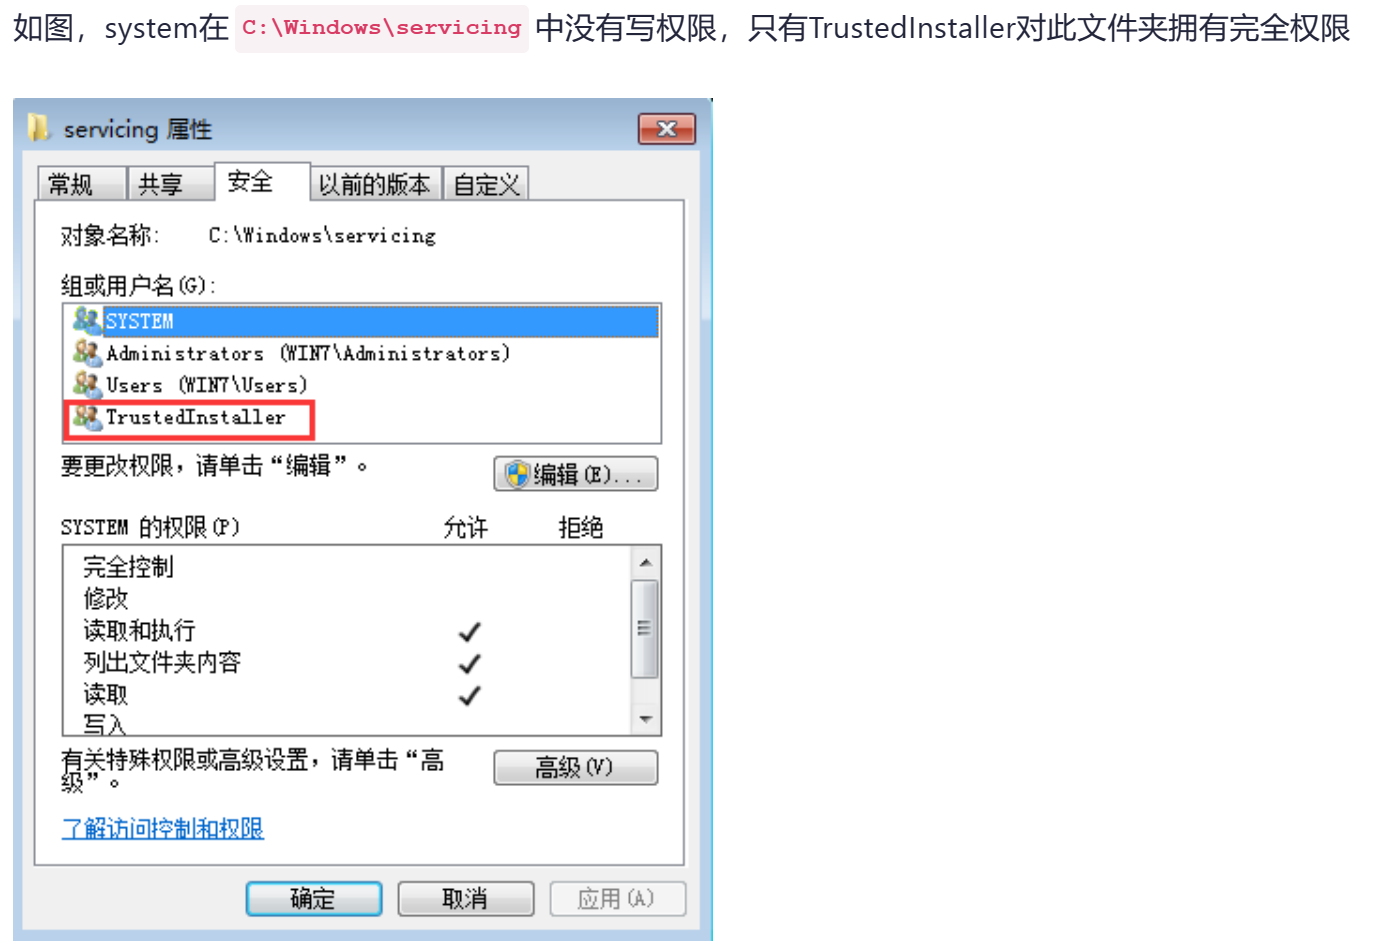 如图，system在 C:\Windows\servicing 中没有写权限，只有TrustedInstaller对此文件夹拥有完全权限
servicing 属性
常规 共享 安全 以前的版本 自定义
对象名称: C:\Windows\servicing
组或用户名(G):
SYSTEM
Administrators (WIN7\Administrators)
Users (WIN7\Users)
TrustedInstaller
要更改权限，请单击“编辑”。 编辑(E)...
SYSTEM 的权限(P) 允许 拒绝
完全控制
修改
读取和执行
列出文件夹内容
读取
写入
有关特殊权限或高级设置，请单击“高
级”。 高级(V)
了解访问控制和权限
确定 取消 应用(A)